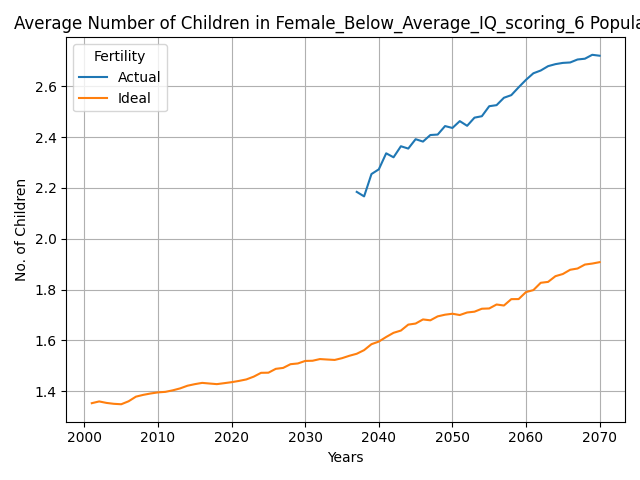 Average Number of Children in Female_Below_Average_IQ_scoring_6 Popula
Fertility
Actual
Ideal
No. of Children
2.6
2.4
2.2
2.0
1.8
1.6
1.4
2000 2010 2020 2030 2040 2050 2060 2070
Years